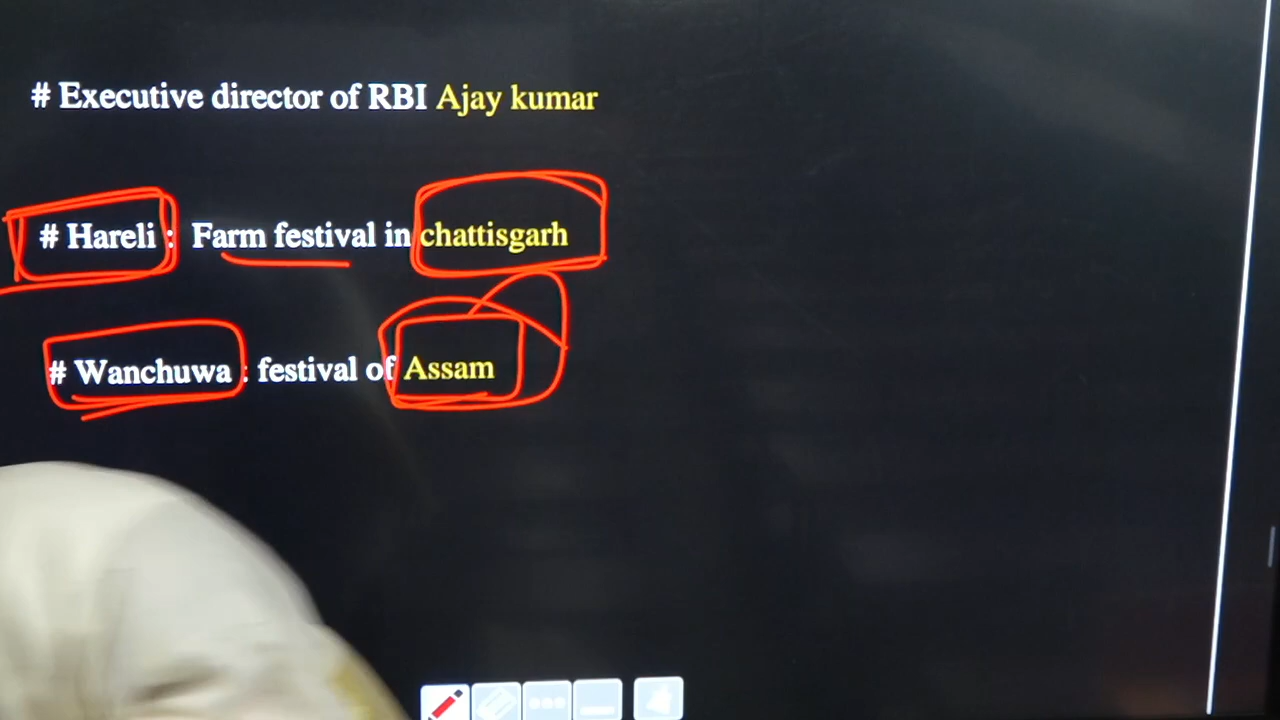 # Executive director of RBI Ajay kumar
# Hareli : Farm festival in chattisgarh
# Wanchuwa : festival of Assam